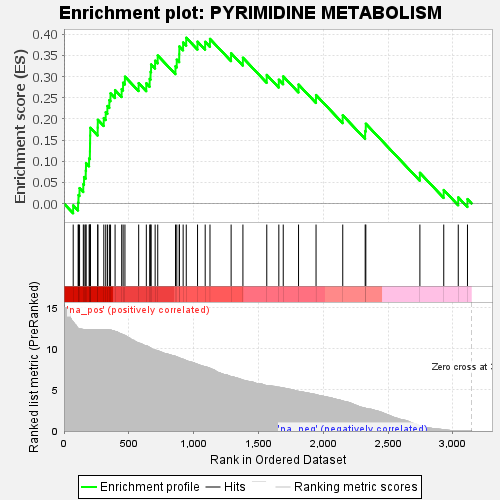 Enrichment plot: PYRIMIDINE METABOLISM
Enrichment score (ES)
0.40
0.35
0.30
0.25
0.20
0.15
0.10
0.05
0.00
'na_pos' (positively correlated)
Ranked list metric (PreRanked)
15
10
5
0
Zero cross at
'na_neg' (negatively correlated)
0
500
1,000
1,500
2,000
2,500
3,000
Rank in Ordered Dataset
Enrichment profile
Hits
Ranking metric scores